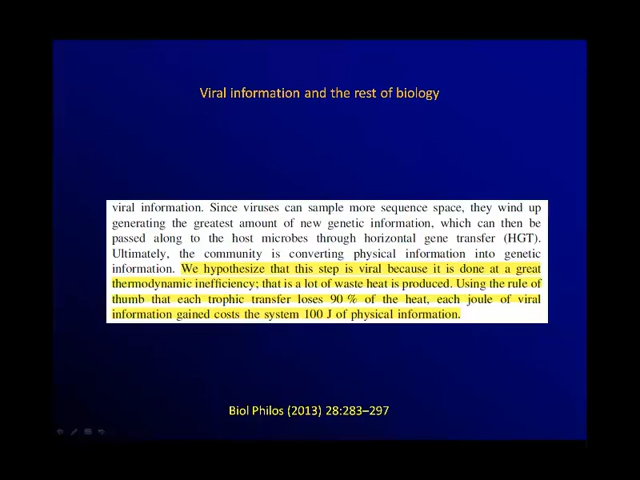 Viral information and the rest of biology
viral information. Since viruses can sample more sequence space, they wind up
generating the greatest amount of new genetic information, which can then be
passed along to the host microbes through horizontal gene transfer (HGT).
Ultimately, the community is converting physical information into genetic
information. We hypothesize that this step is viral because it is done at a great
thermodynamic inefficiency; that is a lot of waste heat is produced. Using the rule of
thumb that each trophic transfer loses 90 % of the heat, each joule of viral
information gained costs the system 100 J of physical information.
Biol Philos (2013) 28:283–297